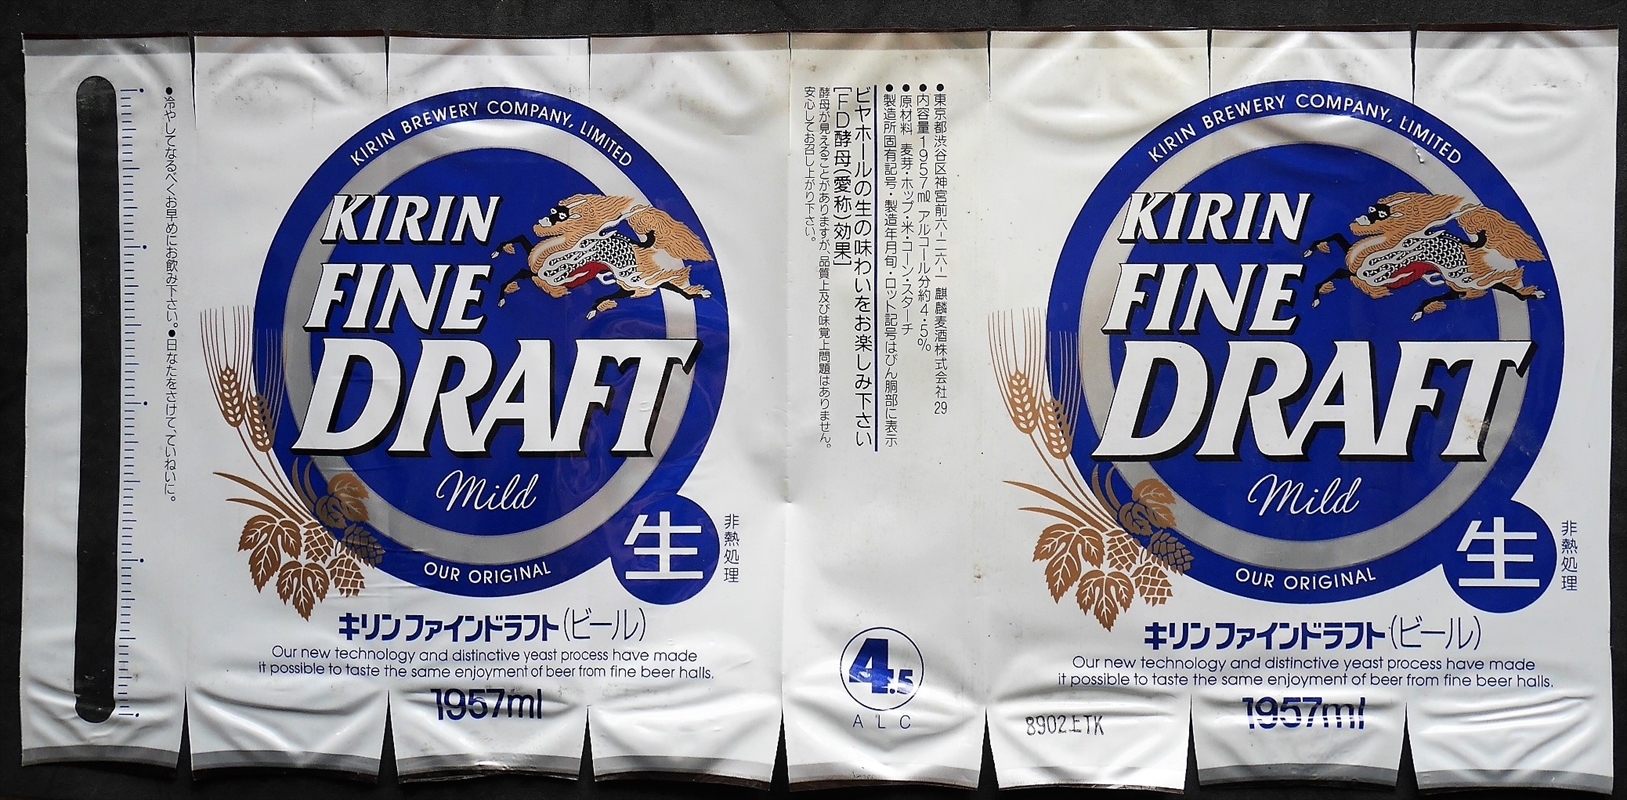 ●冷やしてなるべくお早めにお飲み下さい。●日なたをさけて、ていねいに。
KIRIN BREWERY COMPANY, LIMITED
KIRIN
FINE
DRAFT
Mild
OUR ORIGINAL
生
非熱処理
キリンファインドラフト(ビール)
Our new technology and distinctive yeast process have made
it possible to taste the same enjoyment of beer from fine beer halls.
1957ml
●東京都渋谷区神宮前六-二六-一 麒麟麦酒株式会社29
●内容量1957㎖ アルコール分約4.5%
●原材料 麦芽・ホップ・米・コーン・スターチ
●製造所固有記号・製造年月旬・ロット記号はびん胴部に表示
ビヤホールの生の味わいをお楽しみ下さい
[FD酵母(愛称)効果]
酵母が見えることがありますが、品質上及び味覚上問題はありません。
安心してお召し上がり下さい。
4.5
ALC
KIRIN BREWERY COMPANY, LIMITED
KIRIN
FINE
DRAFT
Mild
OUR ORIGINAL
生
非熱処理
キリンファインドラフト(ビール)
Our new technology and distinctive yeast process have made
it possible to taste the same enjoyment of beer from fine beer halls.
1957ml
8902上TK